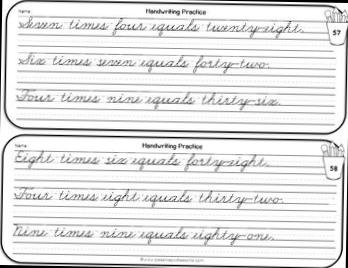 Name
Handwriting Practice
57
Seven times four equals twenty-eight.
Six times seven equals forty-two.
Four times nine equals thirty-six.
Name
Handwriting Practice
58
Eight times six equals forty-eight.
Four times eight equals thirty-two.
Nine times nine equals eighty-one.